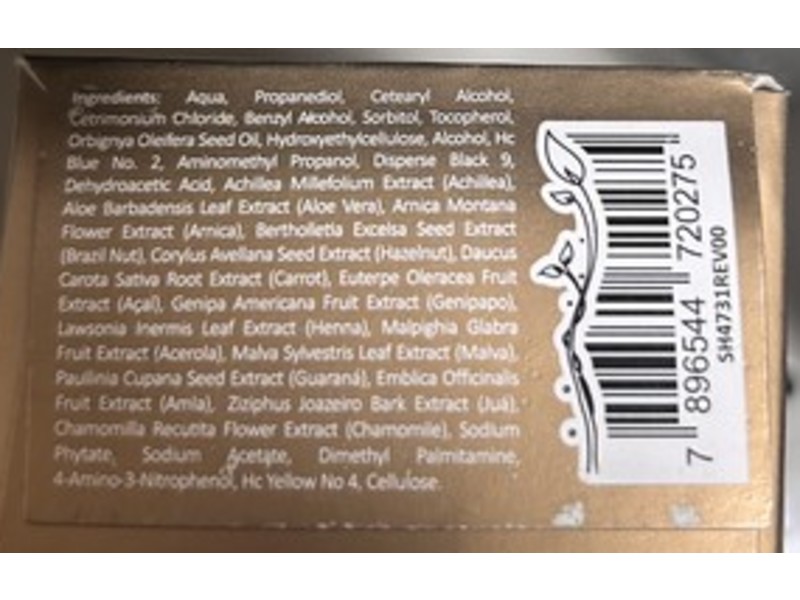 Ingredients: Aqua, Propanediol, Cetearyl Alcohol,
Cetrimonium Chloride, Benzyl Alcohol, Sorbitol, Tocopherol,
Orbignya Oleifera Seed Oil, Hydroxyethylcellulose, Alcohol, Hc
Blue No. 2, Aminomethyl Propanol, Disperse Black 9,
Dehydroacetic Acid, Achillea Millefolium Extract (Achillea),
Aloe Barbadensis Leaf Extract (Aloe Vera), Arnica Montana
Flower Extract (Arnica), Bertholletia Excelsa Seed Extract
(Brazil Nut), Corylus Avellana Seed Extract (Hazelnut), Daucus
Carota Sativa Root Extract (Carrot), Euterpe Oleracea Fruit
Extract (Açaí), Genipa Americana Fruit Extract (Genipapo),
Lawsonia Inermis Leaf Extract (Henna), Malpighia Glabra
Fruit Extract (Acerola), Malva Sylvestris Leaf Extract (Malva),
Paullinia Cupana Seed Extract (Guaraná), Emblica Officinalis
Fruit Extract (Amla), Ziziphus Joazeiro Bark Extract (Juá),
Chamomilla Recutita Flower Extract (Chamomile), Sodium
Phytate, Sodium Acetate, Dimethyl Palmitamine,
4-Amino-3-Nitrophenol, Hc Yellow No 4, Cellulose.
7 896544 720275
SH4731REV00